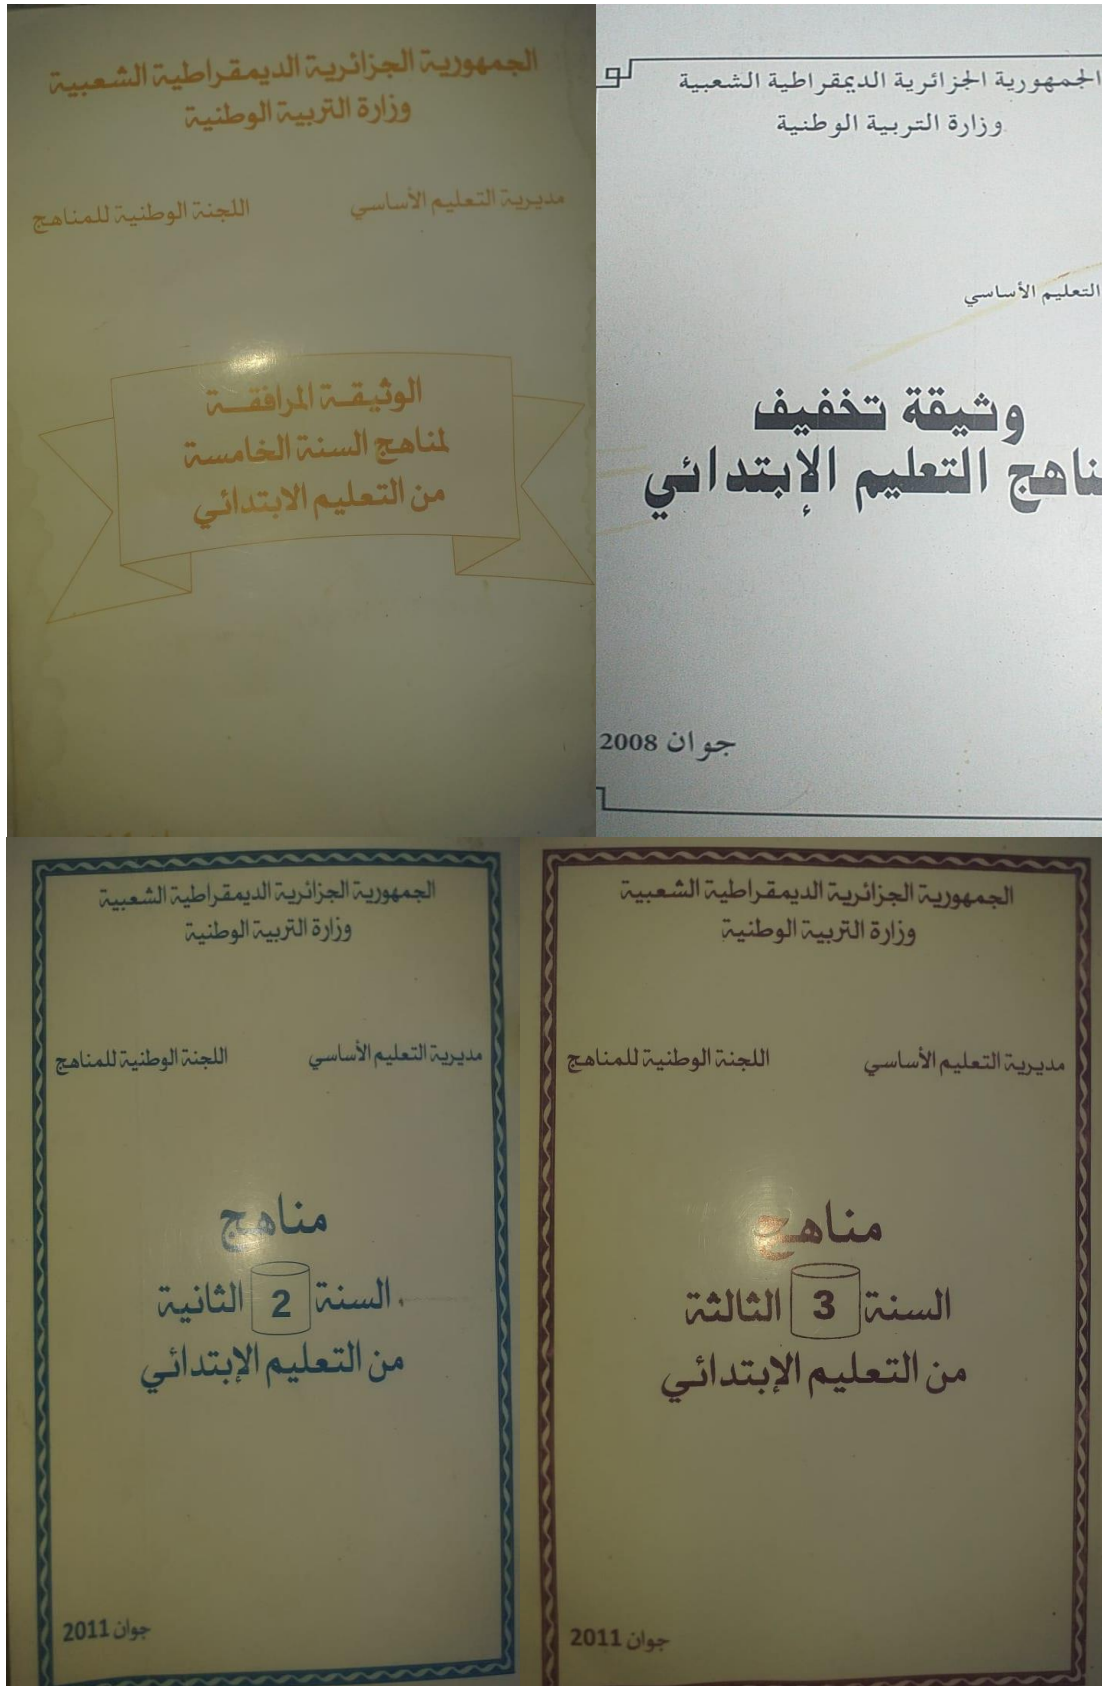 الجمهورية الجزائرية الديمقراطية الشعبية
وزارة التربية الوطنية
مديرية التعليم الأساسي
اللجنة الوطنية للمناهج
الوثيقة المرافقة
لمناهج السنة الخامسة
من التعليم الابتدائي
الجمهورية الجزائرية الديمقراطية الشعبية
وزارة التربية الوطنية
التعليم الأساسي
وثيقة تخفيف
ناهج التعليم الإبتدائي
جوان 2008
الجمهورية الجزائرية الديمقراطية الشعبية
وزارة التربية الوطنية
مديرية التعليم الأساسي
اللجنة الوطنية للمناهج
مناهج
السنة 2 الثانية
من التعليم الإبتدائي
جوان 2011
الجمهورية الجزائرية الديمقراطية الشعبية
وزارة التربية الوطنية
مديرية التعليم الأساسي
اللجنة الوطنية للمناهج
مناهج
السنة 3 الثالثة
من التعليم الإبتدائي
جوان 2011